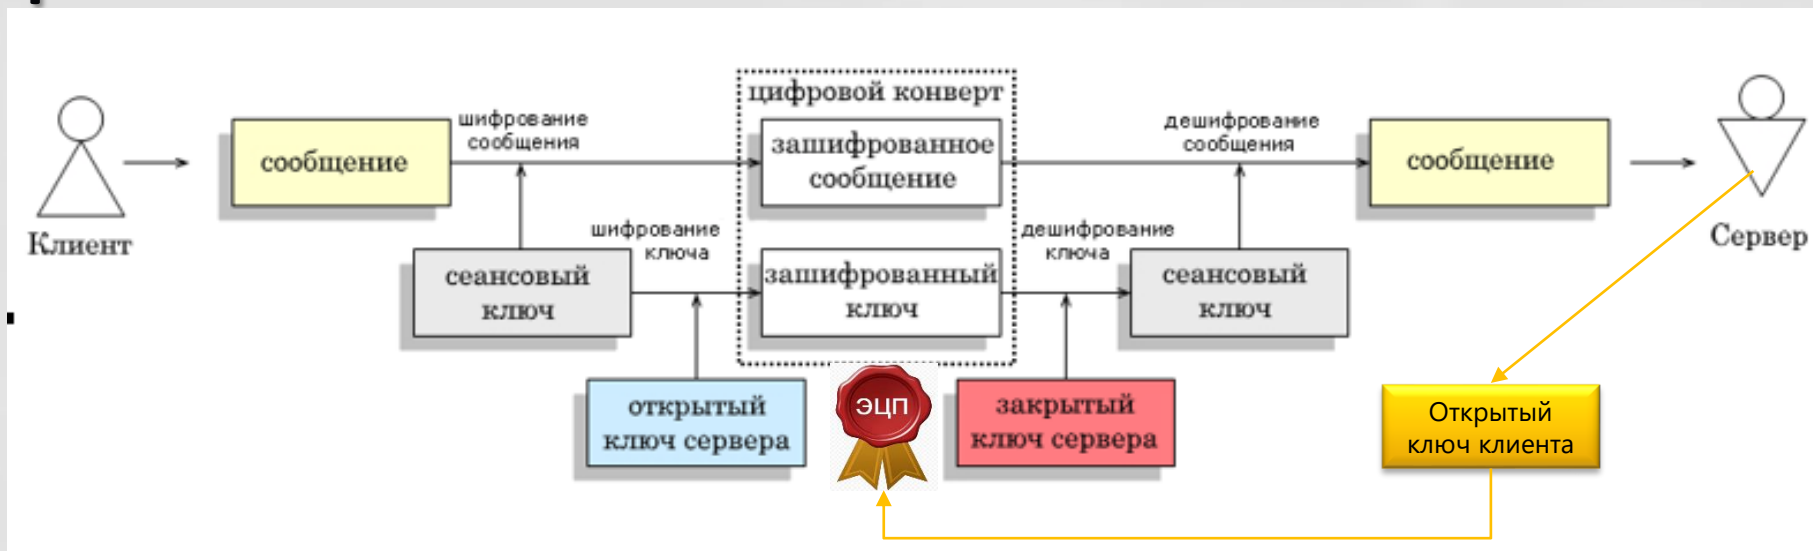 цифровой конверт
шифрование
сообщения
дешифрование
сообщения
сообщение
зашифрованное
сообщение
сообщение
Клиент
Сервер
шифрование
ключа
дешифрование
ключа
сеансовый
ключ
зашифрованный
ключ
сеансовый
ключ
открытый
ключ сервера
ЭЦП
закрытый
ключ сервера
Открытый
ключ клиента